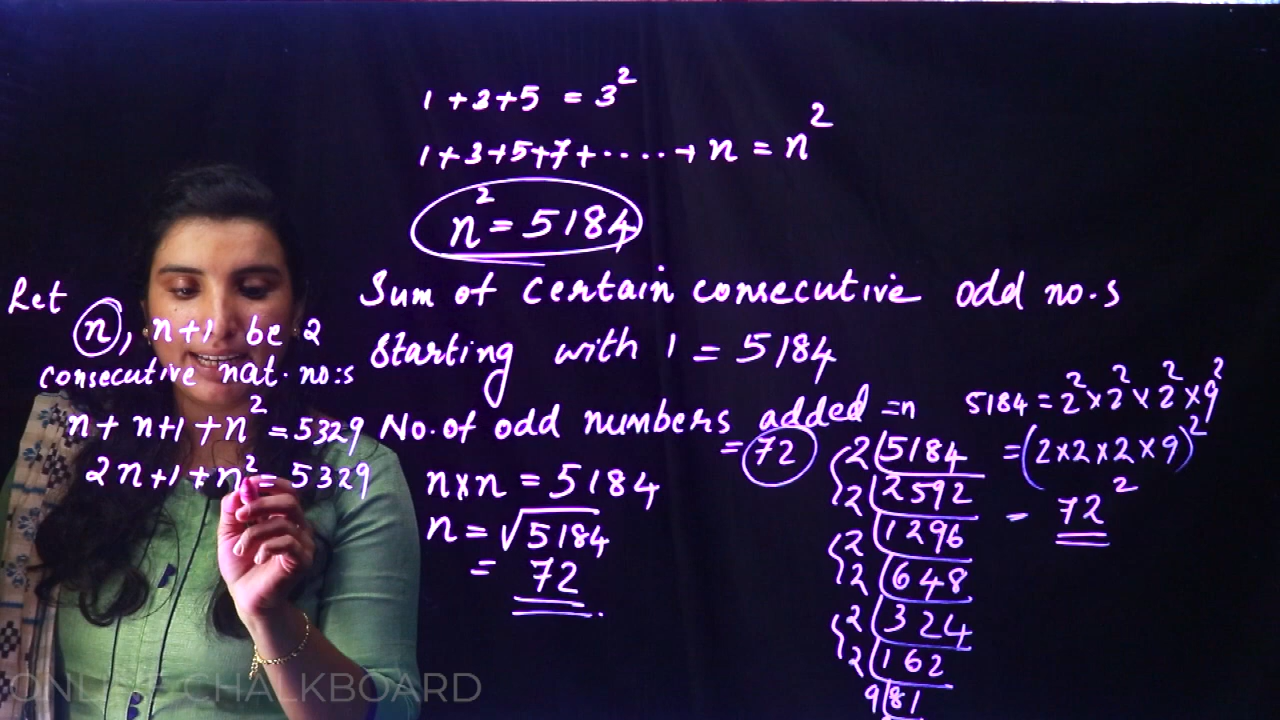 1+3+5 = 3²
1+3+5+7+.....+n = n²
n² = 5184
Let
n, n+1 be 2
consecutive nat. no:s
n + n+1 + n² = 5329
2n+1+n² = 5329
Sum of certain consecutive odd no.s
Starting with 1 = 5184
No. of odd numbers added = n
= 72
n×n = 5184
n = √5184
= 72
2 5184
2 2592
2 1296
2 648
2 324
2 162
9 81
5184 = 2² × 2² × 2² × 9²
= (2×2×2×9)²
= 72²
ONLINE CHALKBOARD